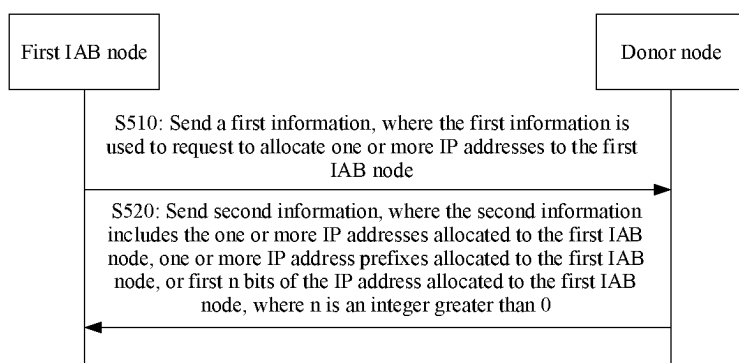 First IAB node
Donor node
S510: Send a first information, where the first information is
used to request to allocate one or more IP addresses to the first
IAB node
S520: Send second information, where the second information
includes the one or more IP addresses allocated to the first IAB
node, one or more IP address prefixes allocated to the first IAB
node, or first n bits of the IP address allocated to the first IAB
node, where n is an integer greater than 0